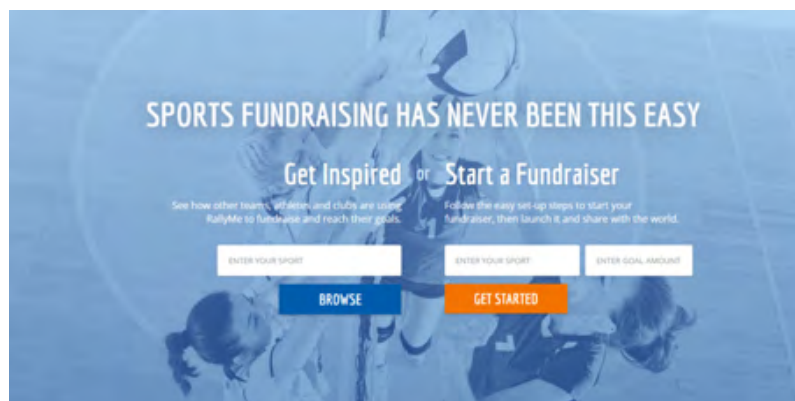 SPORTS FUNDRAISING HAS NEVER BEEN THIS EASY
Get Inspired or Start a Fundraiser
See how other teams, athletes and clubs are using
RallyMe to fundraise and reach their goals.
Follow the easy set-up steps to start your
fundraiser, then launch it and share with the world.
ENTER YOUR SPORT
BROWSE
ENTER YOUR SPORT
ENTER GOAL AMOUNT
GET STARTED